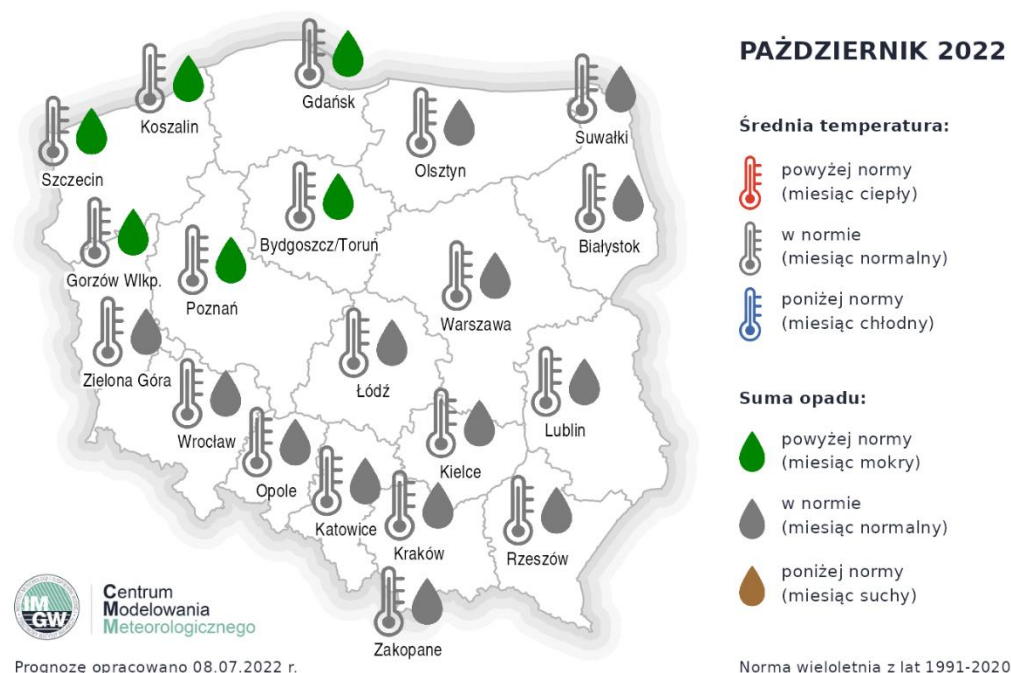 PAŹDZIERNIK 2022
Gdańsk
Koszalin
Suwałki
Olsztyn
Szczecin
Bydgoszcz/Toruń
Białystok
Gorzów Wlkp.
Poznań
Warszawa
Zielona Góra
Łódź
Lublin
Wrocław
Kielce
Opole
Katowice
Kraków
Rzeszów
Zakopane
Średnia temperatura:
powyżej normy
(miesiąc ciepły)
w normie
(miesiąc normalny)
poniżej normy
(miesiąc chłodny)
Suma opadu:
powyżej normy
(miesiąc mokry)
w normie
(miesiąc normalny)
poniżej normy
(miesiąc suchy)
IM
GW
Centrum
Modelowania
Meteorologicznego
Prognozę opracowano 08.07.2022 r.
Norma wieloletnia z lat 1991-2020